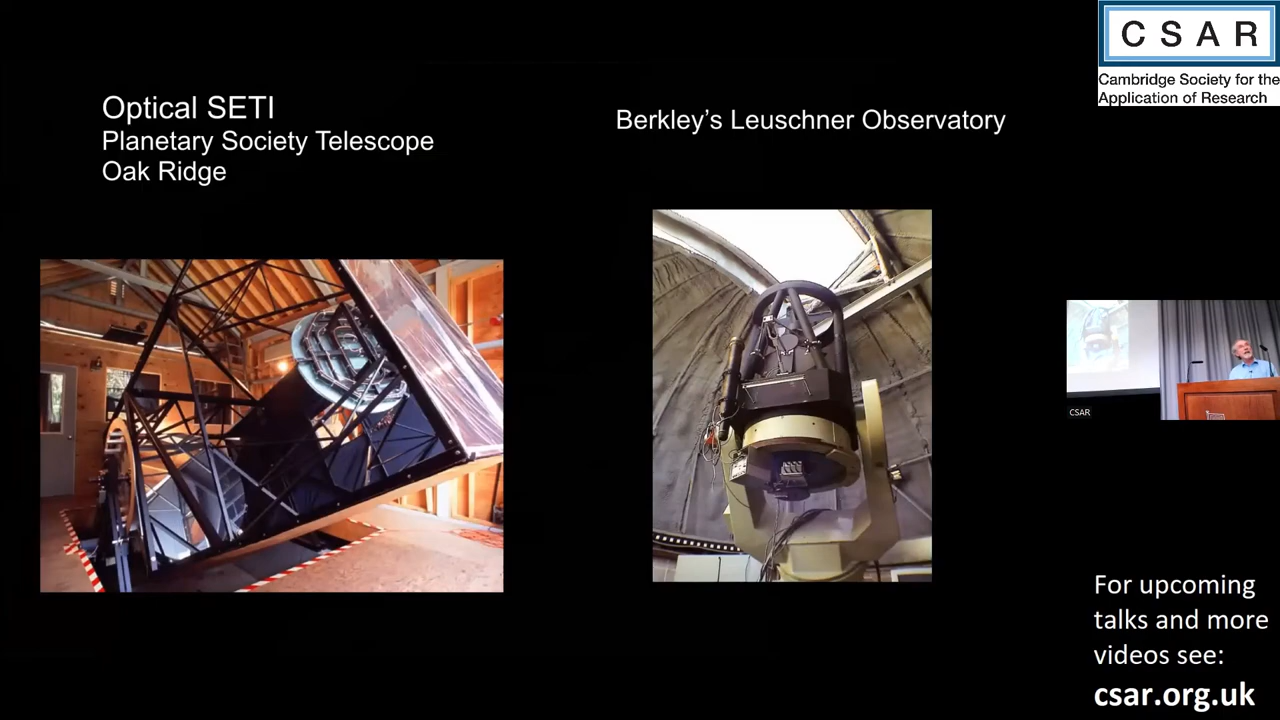 Optical SETI
Planetary Society Telescope
Oak Ridge
Berkley's Leuschner Observatory
CSAR
Cambridge Society for the
Application of Research
CSAR
For upcoming
talks and more
videos see:
csar.org.uk